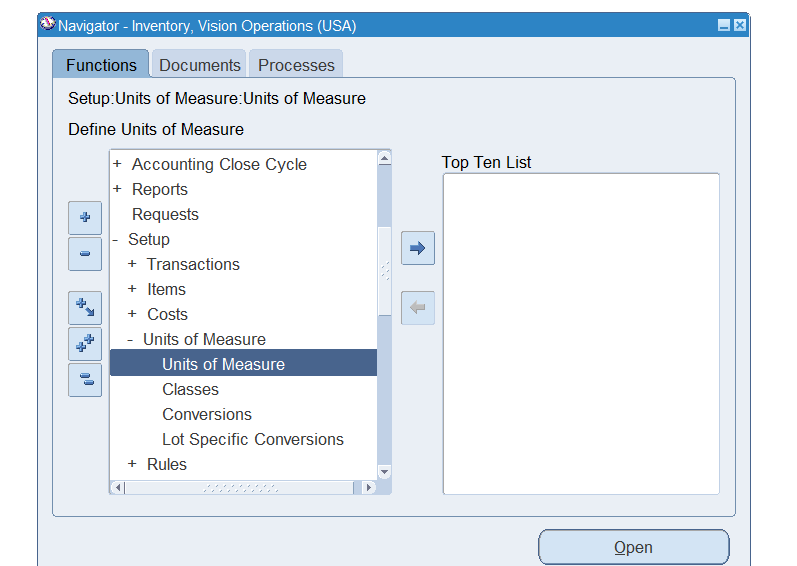 Navigator - Inventory, Vision Operations (USA)
Functions
Documents
Processes
Setup:Units of Measure:Units of Measure
Define Units of Measure
+ Accounting Close Cycle
+ Reports
Requests
- Setup
+ Transactions
+ Items
+ Costs
- Units of Measure
Units of Measure
Classes
Conversions
Lot Specific Conversions
+ Rules
Top Ten List
Open